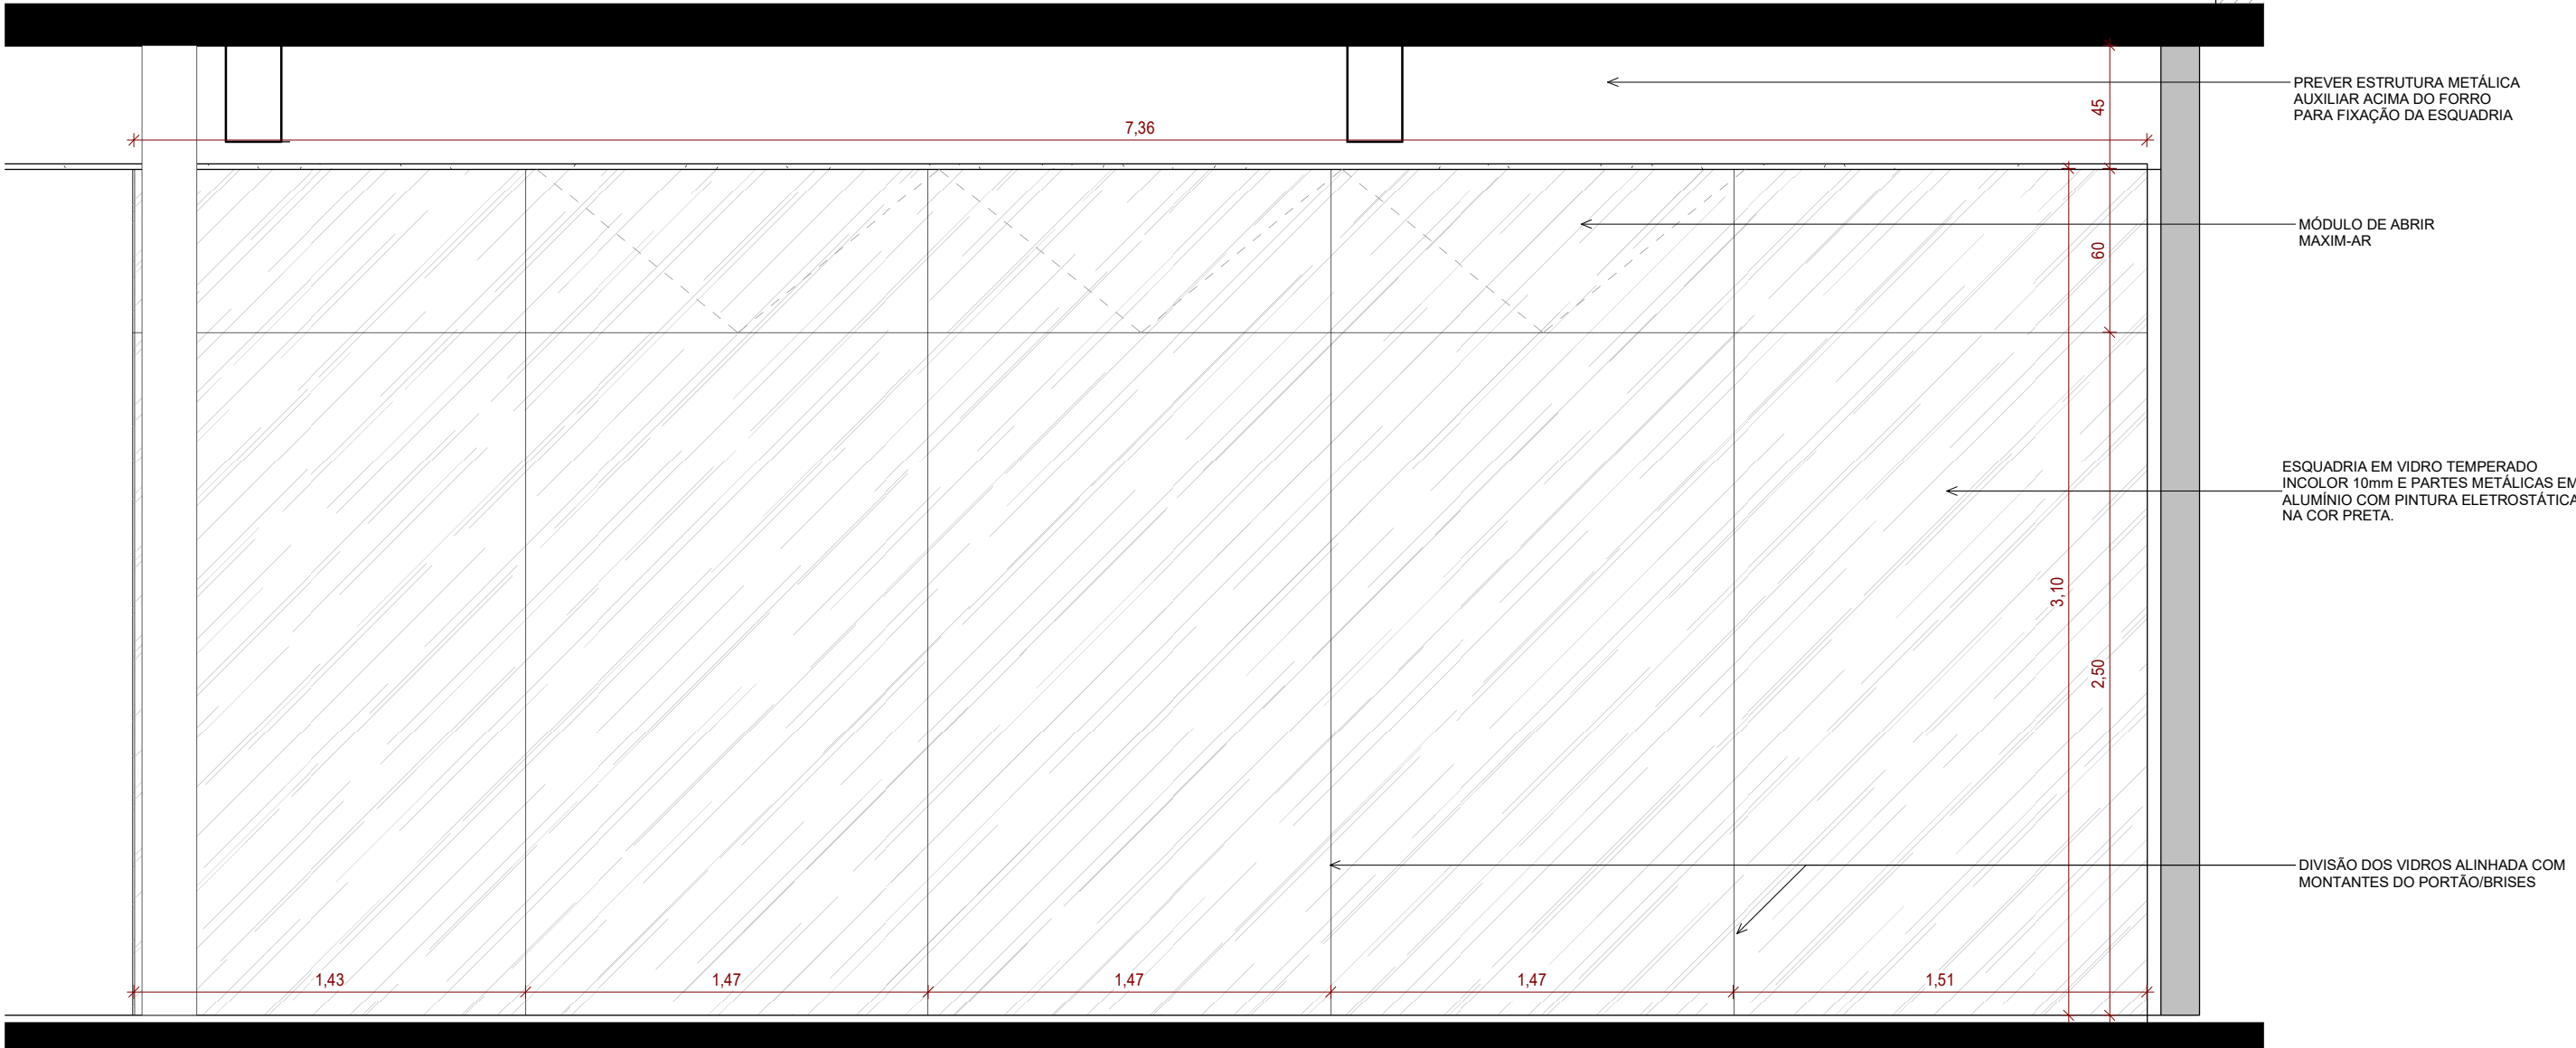 PREVER ESTRUTURA METÁLICA
AUXILIAR ACIMA DO FORRO
PARA FIXAÇÃO DA ESQUADRIA
45
7,36
MÓDULO DE ABRIR
MAXIM-AR
60
ESQUADRIA EM VIDRO TEMPERADO
INCOLOR 10mm E PARTES METÁLICAS EM
ALUMÍNIO COM PINTURA ELETROSTÁTICA
NA COR PRETA.
3,10
2,50
DIVISÃO DOS VIDROS ALINHADA COM
MONTANTES DO PORTÃO/BRISES
1,43
1,47
1,47
1,47
1,51